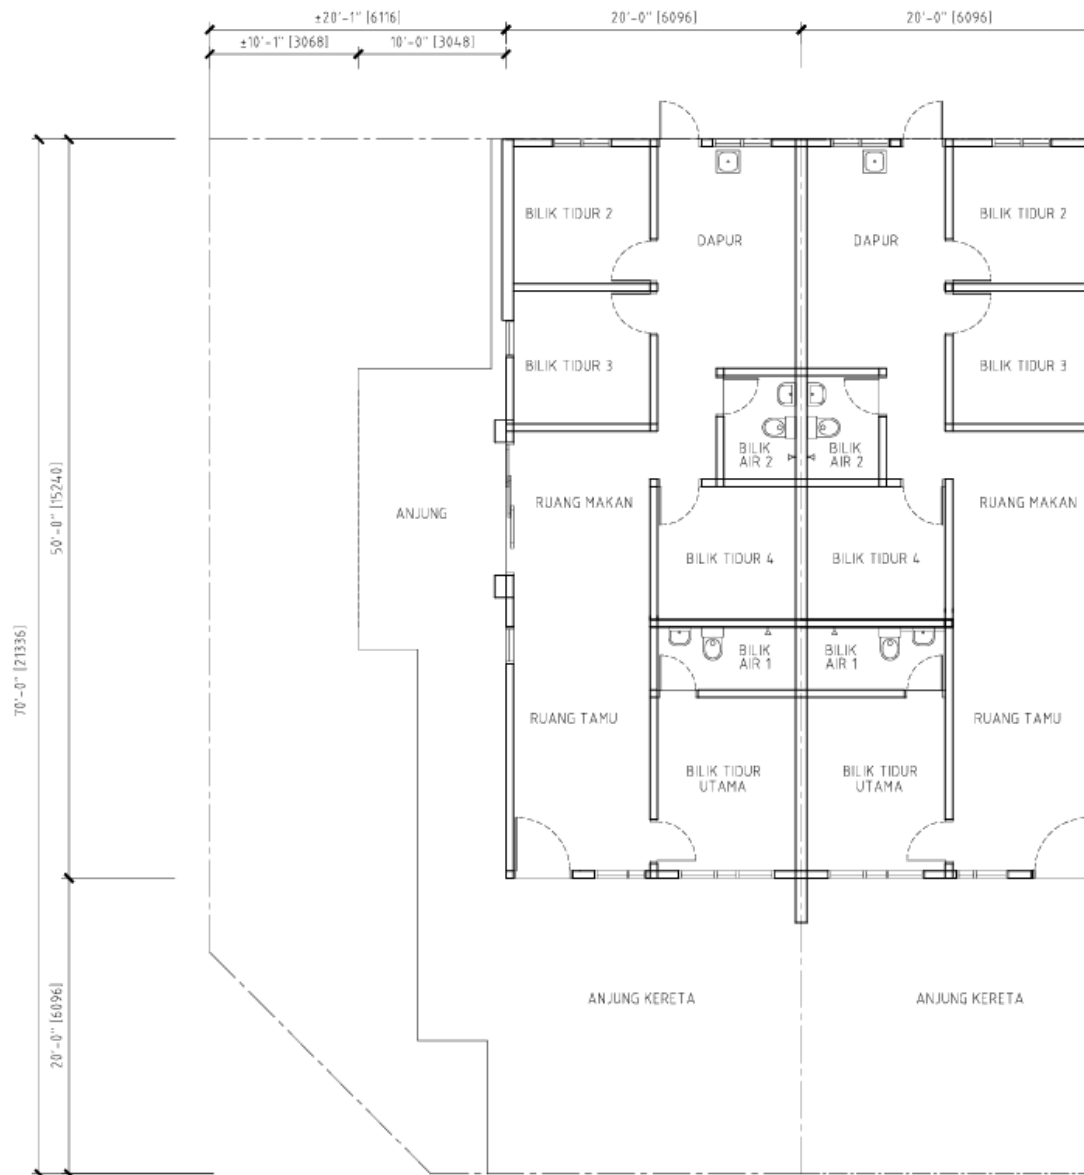 ±20'-1" [6116]
20'-0" [6096]
20'-0" [6096]
±10'-1" [3068]
10'-0" [3048]
BILIK TIDUR 2
DAPUR
DAPUR
BILIK TIDUR 2
BILIK TIDUR 3
BILIK TIDUR 3
BILIK
AIR 2
BILIK
AIR 2
70'-0" [21336]
50'-0" [15240]
ANJUNG
RUANG MAKAN
RUANG MAKAN
BILIK TIDUR 4
BILIK TIDUR 4
BILIK
AIR 1
BILIK
AIR 1
RUANG TAMU
RUANG TAMU
BILIK TIDUR
UTAMA
BILIK TIDUR
UTAMA
20'-0" [6096]
ANJUNG KERETA
ANJUNG KERETA